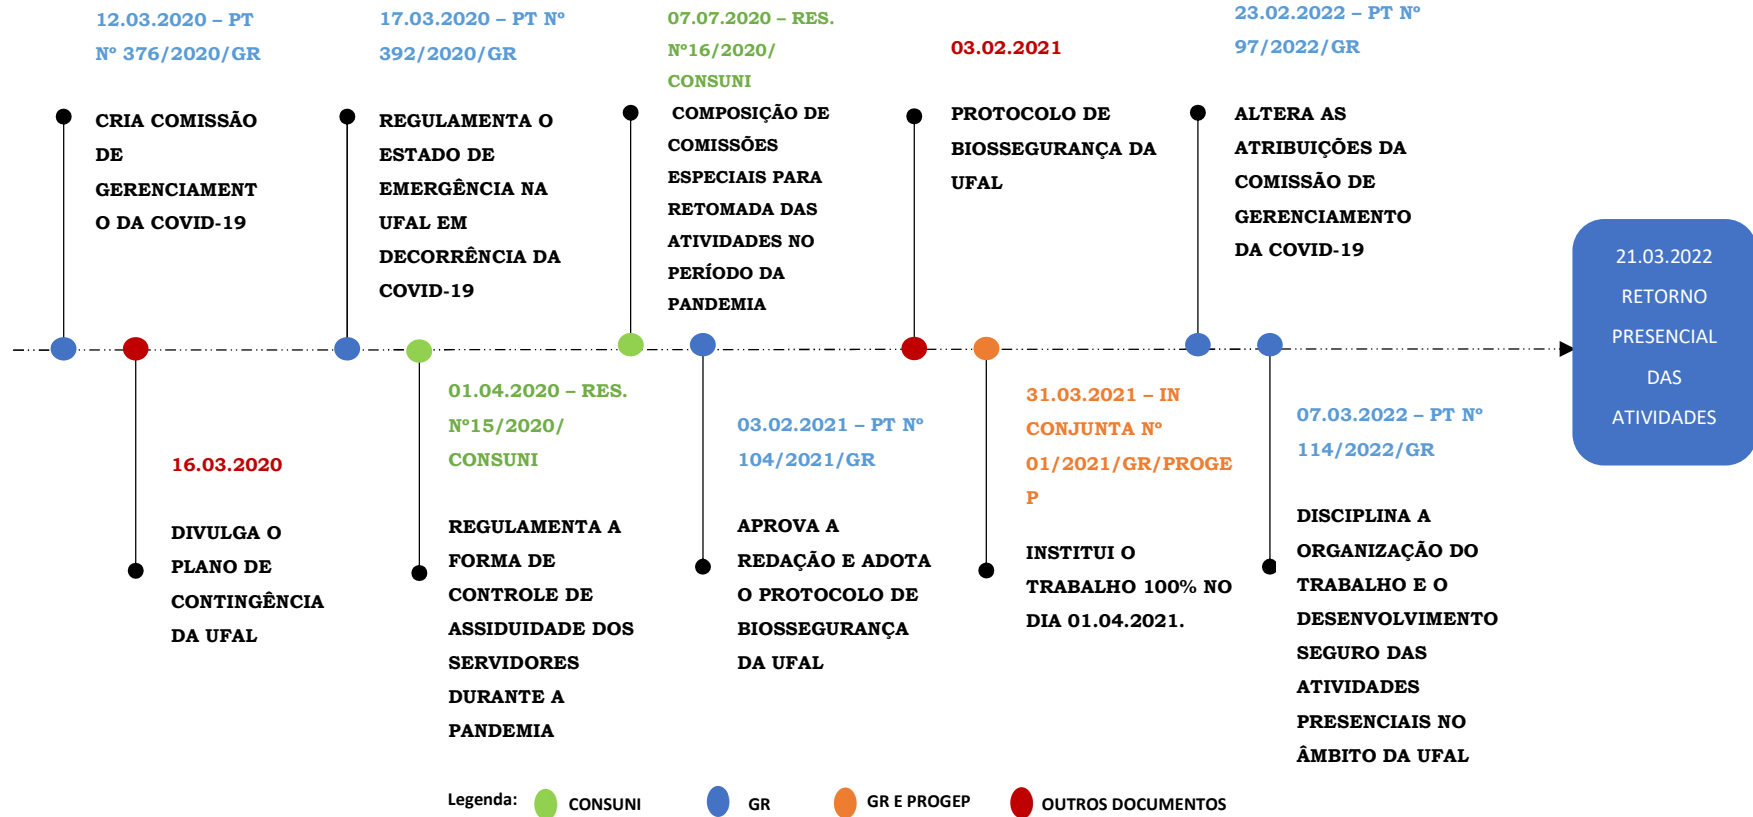 12.03.2020 – PT
Nº 376/2020/GR
CRIA COMISSÃO
DE
GERENCIAMENT
O DA COVID-19
16.03.2020
DIVULGA O
PLANO DE
CONTINGÊNCIA
DA UFAL
17.03.2020 – PT Nº
392/2020/GR
REGULAMENTA O
ESTADO DE
EMERGÊNCIA NA
UFAL EM
DECORRÊNCIA DA
COVID-19
01.04.2020 – RES.
Nº15/2020/
CONSUNI
REGULAMENTA A
FORMA DE
CONTROLE DE
ASSIDUIDADE DOS
SERVIDORES
DURANTE A
PANDEMIA
07.07.2020 – RES.
Nº16/2020/
CONSUNI
COMPOSIÇÃO DE
COMISSÕES
ESPECIAIS PARA
RETOMADA DAS
ATIVIDADES NO
PERÍODO DA
PANDEMIA
03.02.2021 – PT Nº
104/2021/GR
APROVA A
REDAÇÃO E ADOTA
O PROTOCOLO DE
BIOSSEGURANÇA
DA UFAL
03.02.2021
PROTOCOLO DE
BIOSSEGURANÇA DA
UFAL
31.03.2021 – IN
CONJUNTA Nº
01/2021/GR/PROGE
P
INSTITUI O
TRABALHO 100% NO
DIA 01.04.2021.
23.02.2022 – PT Nº
97/2022/GR
ALTERA AS
ATRIBUIÇÕES DA
COMISSÃO DE
GERENCIAMENTO
DA COVID-19
07.03.2022 – PT Nº
114/2022/GR
DISCIPLINA A
ORGANIZAÇÃO DO
TRABALHO E O
DESENVOLVIMENTO
SEGURO DAS
ATIVIDADES
PRESENCIAIS NO
ÂMBITO DA UFAL
21.03.2022
RETORNO
PRESENCIAL
DAS
ATIVIDADES
Legenda: CONSUNI GR GR E PROGEP OUTROS DOCUMENTOS